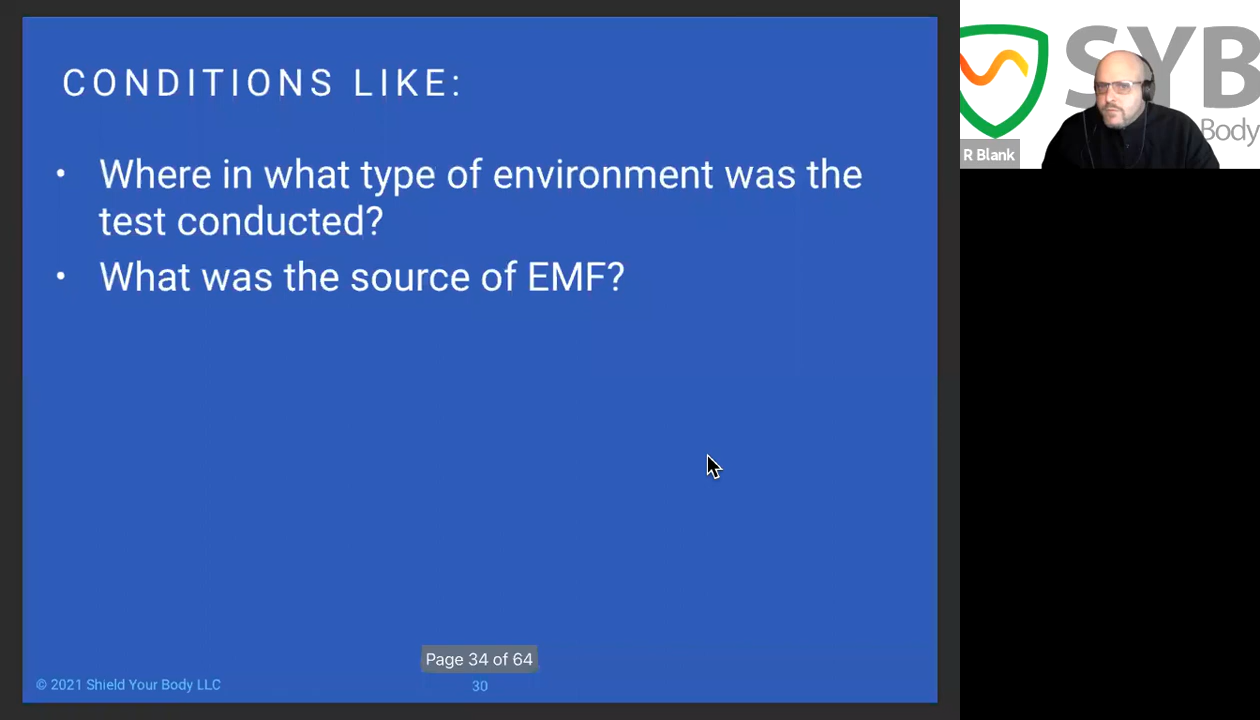 CONDITIONS LIKE:
• Where in what type of environment was the
test conducted?
• What was the source of EMF?
Page 34 of 64
© 2021 Shield Your Body LLC
30
SYB
Body
R Blank